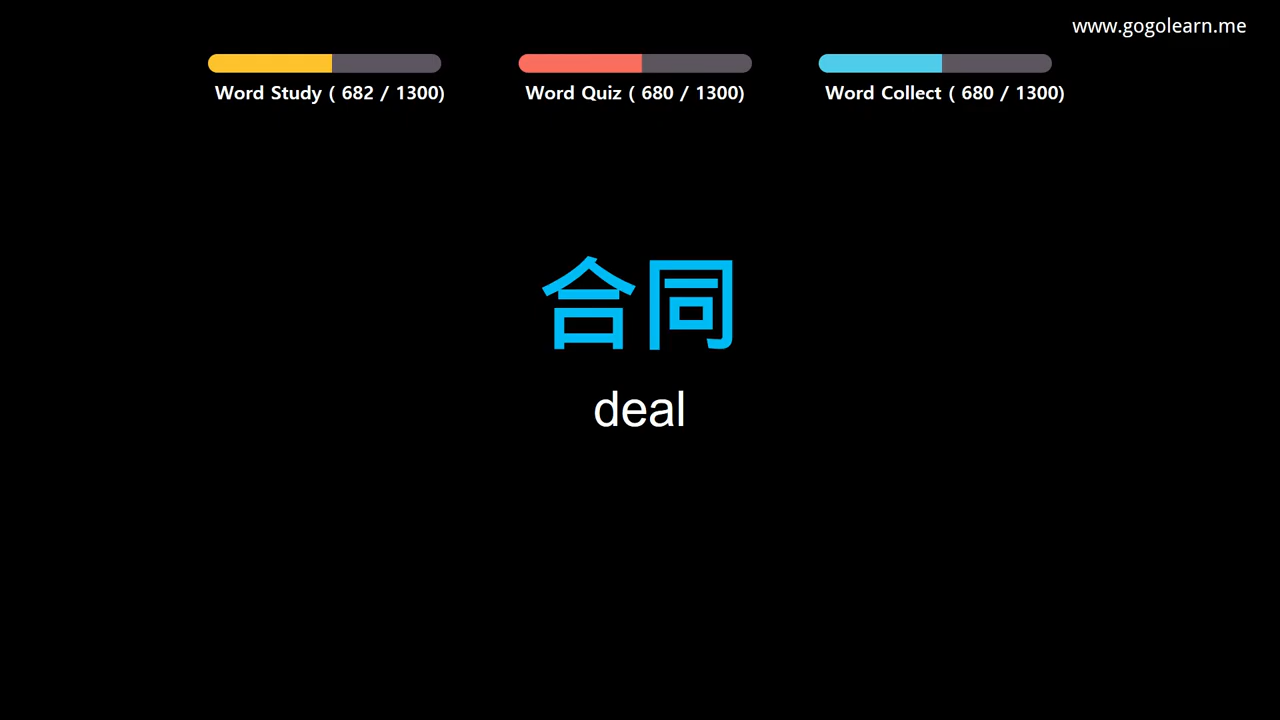 www.gogolearn.me
Word Study ( 682 / 1300)
Word Quiz ( 680 / 1300)
Word Collect ( 680 / 1300)
合同
deal